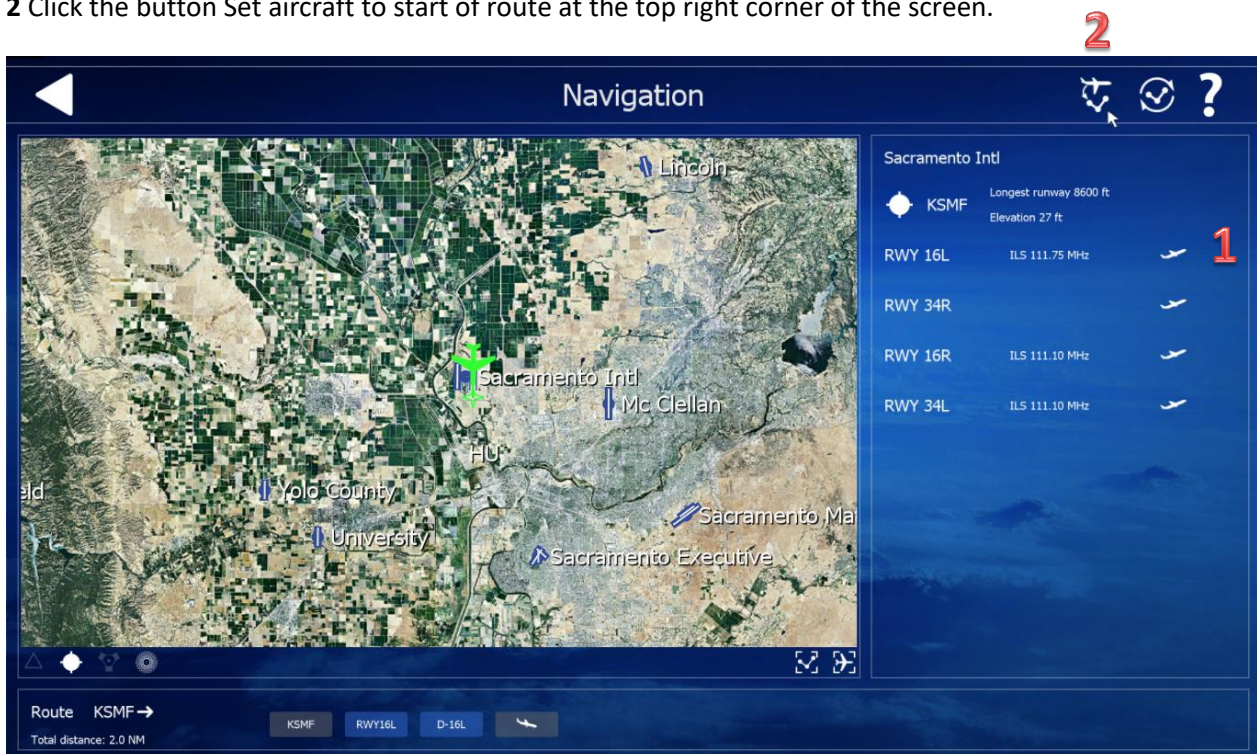 2 Click the button Set aircraft to start of route at the top right corner of the screen.
2
Navigation
?
Sacramento Intl
KSMF
Longest runway 8600 ft
Elevation 27 ft
1
RWY 16L ILS 111.75 MHz
RWY 34R
RWY 16R ILS 111.10 MHz
RWY 34L ILS 111.10 MHz
Lincoln
Sacramento Intl
Mc Clellan
HU
eld
Yolo County
Sacramento Ma
University
Sacramento Executive
Route KSMF→
Total distance: 2.0 NM
KSMF RWY16L D-16L